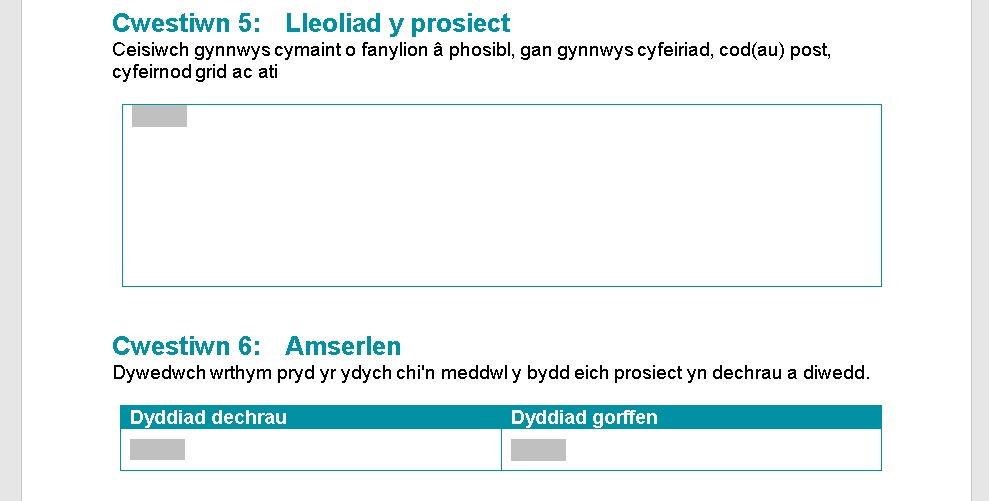 Cwestiwn 5: Lleoliad y prosiect
Ceisiwch gynnwys cymaint o fanylion â phosibl, gan gynnwys cyfeiriad, cod(au) post,
cyfeirnod grid ac ati
Cwestiwn 6: Amserlen
Dywedwch wrthym pryd yr ydych chi'n meddwl y bydd eich prosiect yn dechrau a diwedd.
Dyddiad dechrau Dyddiad gorffen